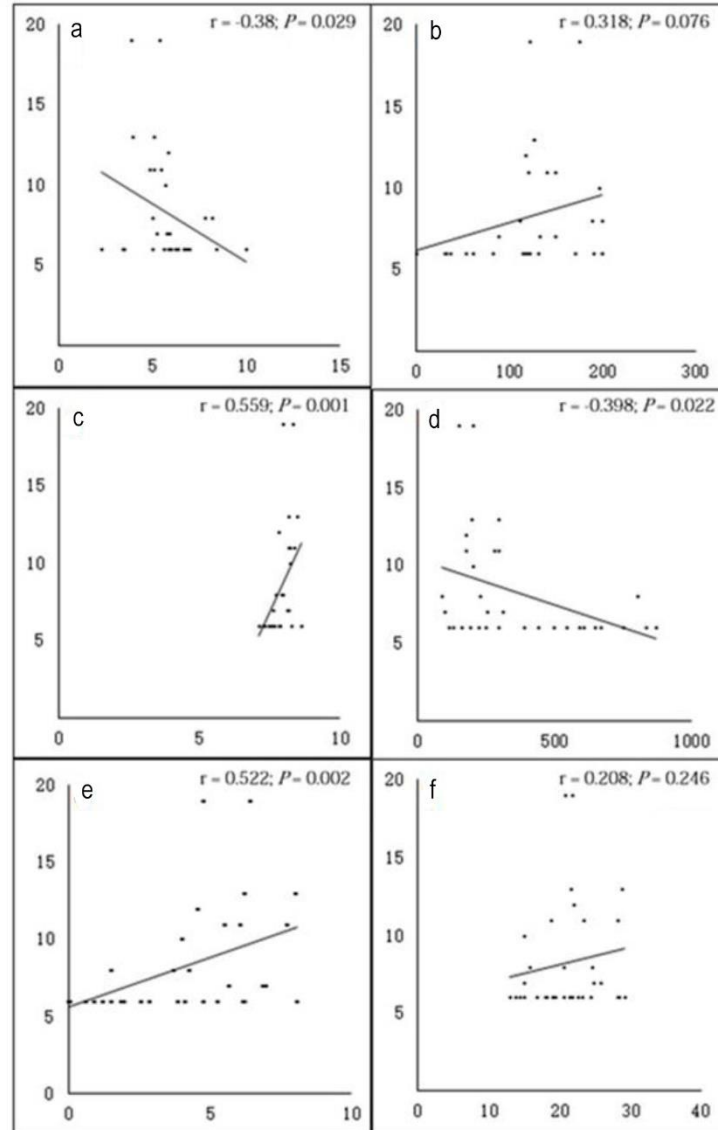 a
r = -0.38; P = 0.029
20
15
10
5
0 5 10 15
b
r = 0.318; P = 0.076
20
15
10
5
0 100 200 300
c
r = 0.559; P = 0.001
20
15
10
5
0 5 10
d
r = -0.398; P = 0.022
20
15
10
5
0 500 1000
e
r = 0.522; P = 0.002
20
15
10
5
0
0 5 10
f
r = 0.208; P = 0.246
20
15
10
5
0 10 20 30 40